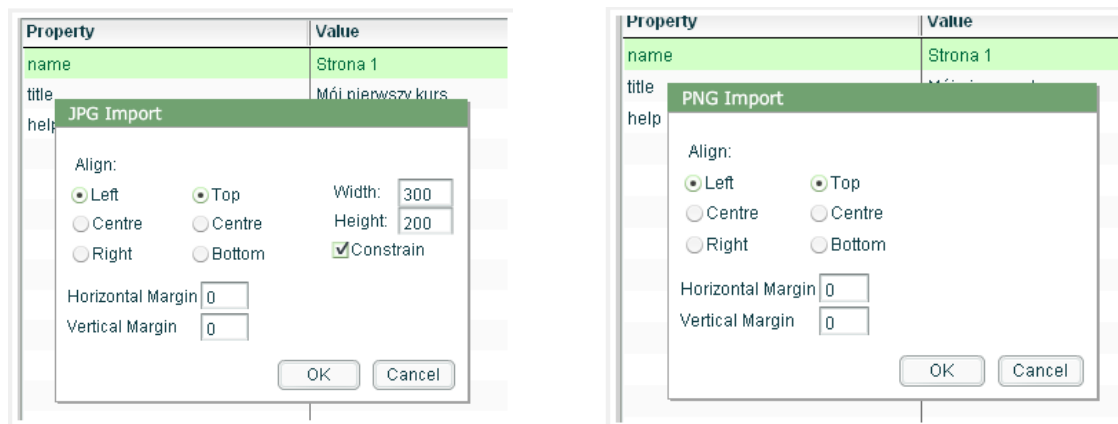 Property Value
name Strona 1
title Mój pierwszy kurs
help
JPG Import
Align:
Left Top Width: 300
Centre Centre Height: 200
Right Bottom Constrain
Horizontal Margin 0
Vertical Margin 0
OK Cancel
Property Value
name Strona 1
title
help
PNG Import
Align:
Left Top
Centre Centre
Right Bottom
Horizontal Margin 0
Vertical Margin 0
OK Cancel